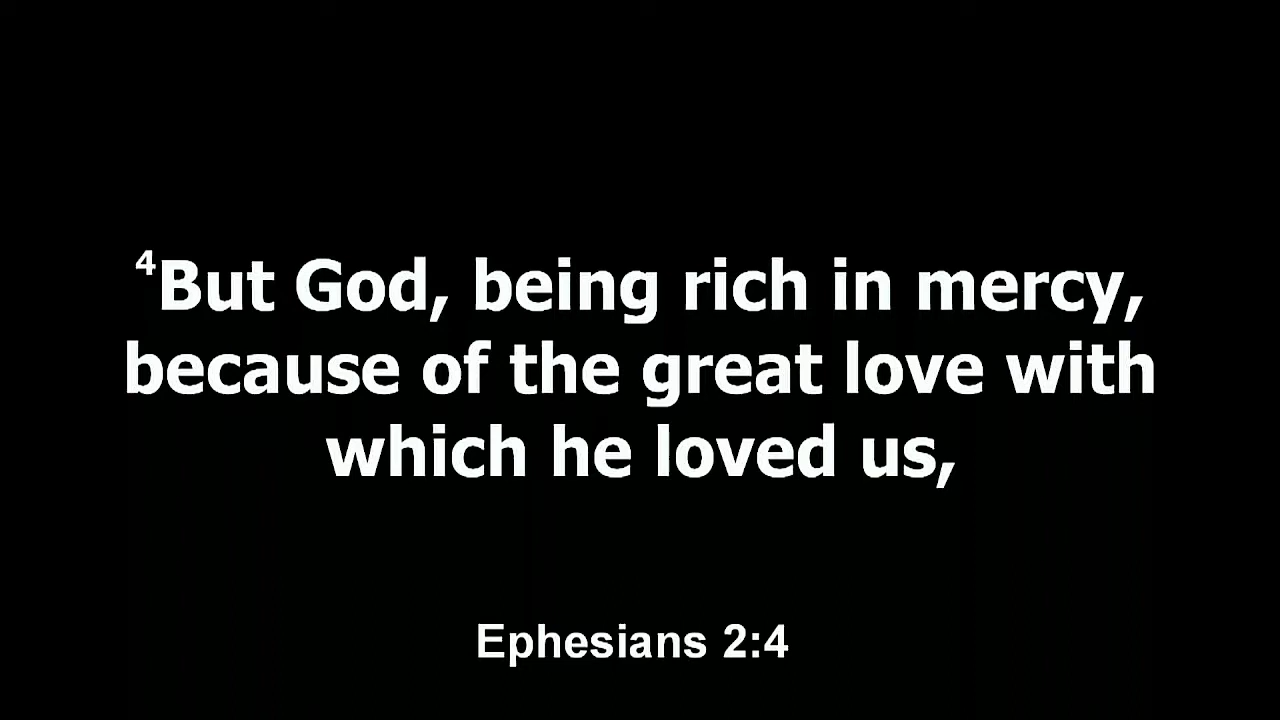 ⁴But God, being rich in mercy,
because of the great love with
which he loved us,
Ephesians 2:4